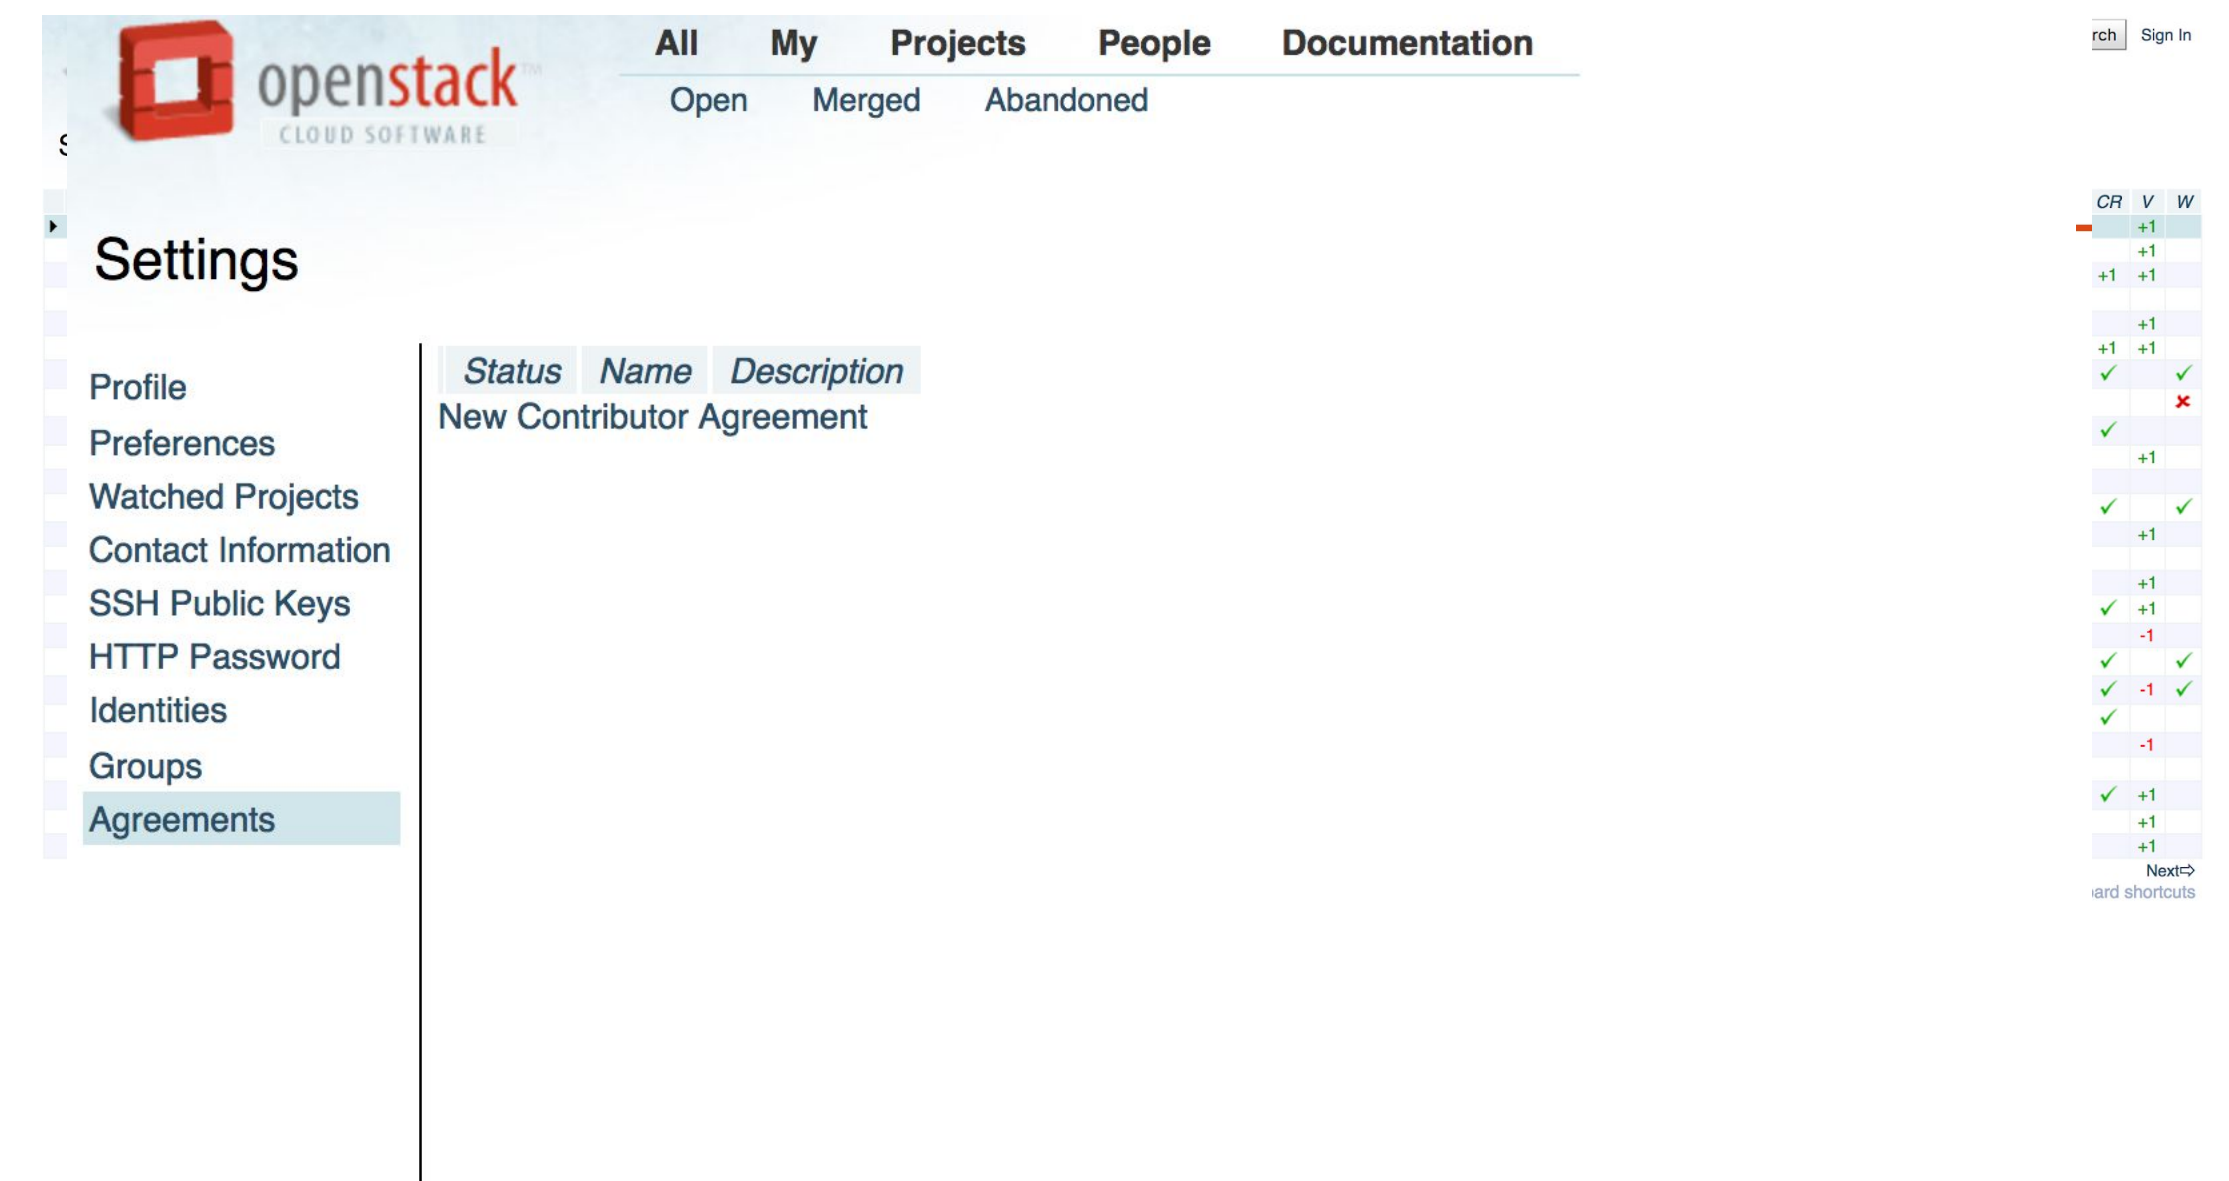 openstack™
CLOUD SOFTWARE
All My Projects People Documentation
Open Merged Abandoned
Sign In
Settings
Profile
Preferences
Watched Projects
Contact Information
SSH Public Keys
HTTP Password
Identities
Groups
Agreements
Status Name Description
New Contributor Agreement
CR V W
+1
+1
+1 +1
+1
+1 +1
✓ ✓
✗
✓
+1
✓ ✓
+1
+1
✓ +1
-1
✓ ✓
✓ -1 ✓
✓
-1
✓ +1
+1
+1
Next⇨
shortcuts